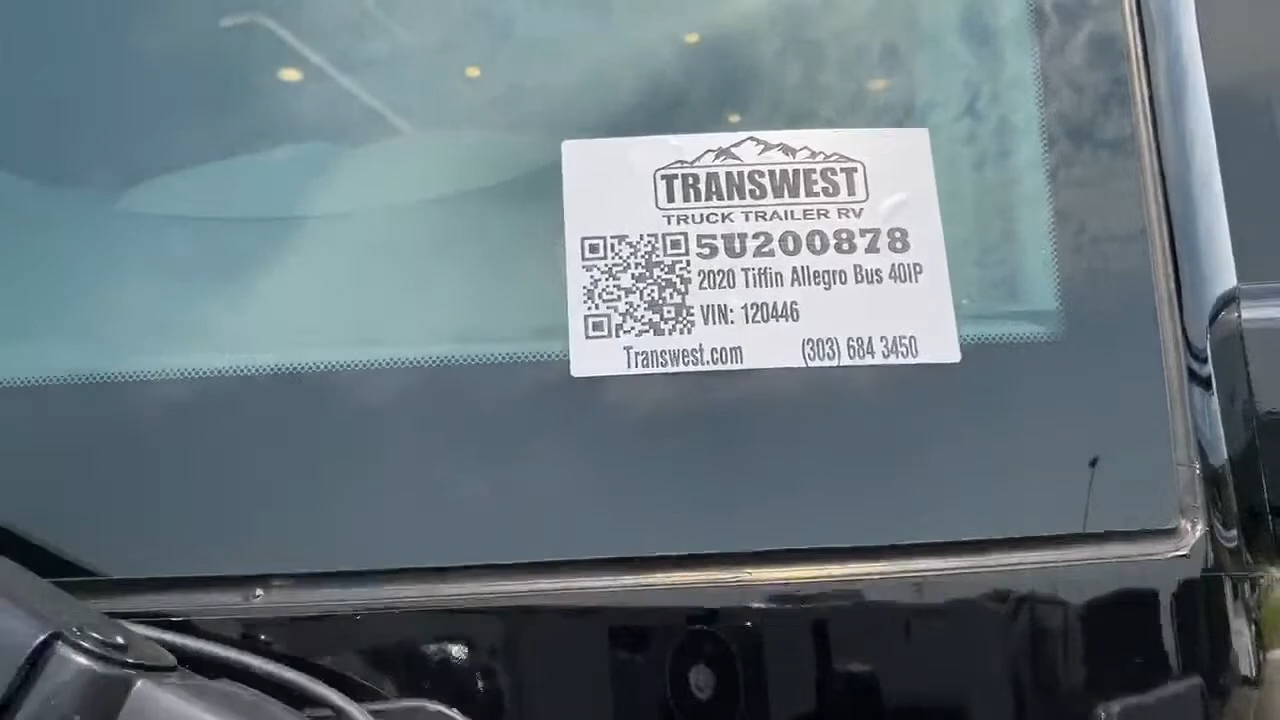 TRANSWEST
TRUCK TRAILER RV
5U200878
2020 Tiffin Allegro Bus 40IP
VIN: 120446
Transwest.com (303) 684 3450